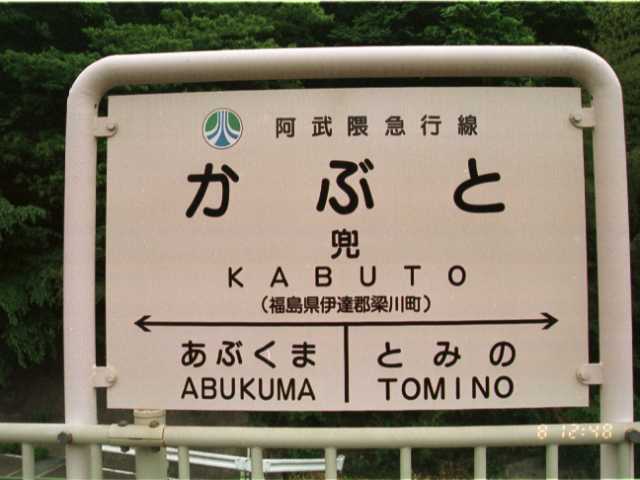 阿武隈急行線
かぶと
兜
KABUTO
(福島県伊達郡梁川町)
あぶくま とみの
ABUKUMA TOMINO
8 12:48